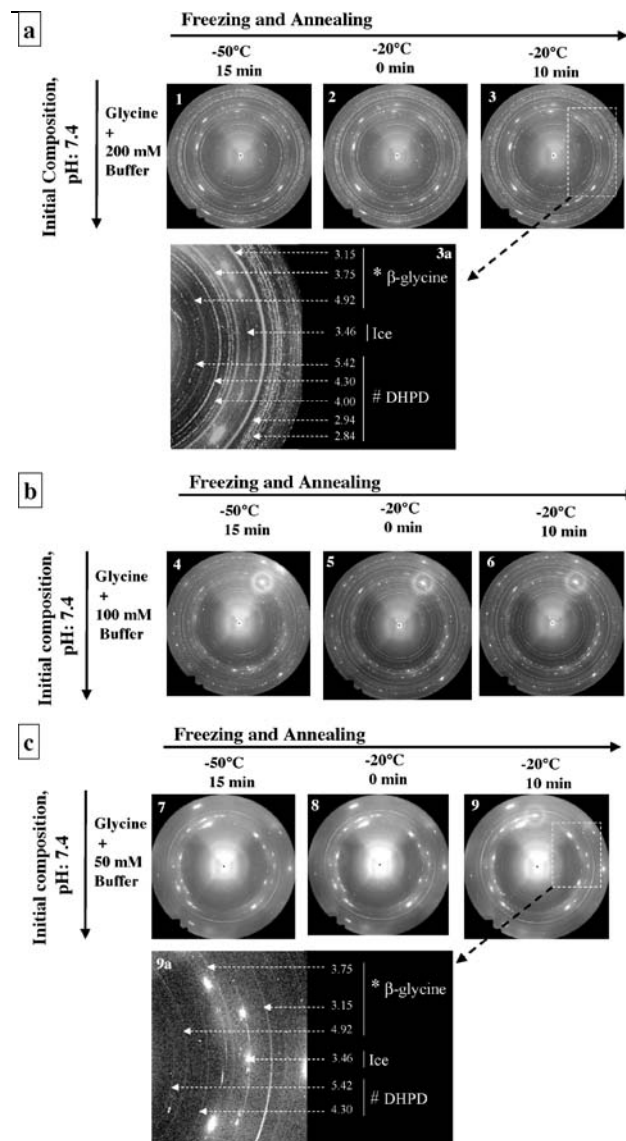 a
Freezing and Annealing
-50°C
15 min
-20°C
0 min
-20°C
10 min
Initial Composition,
pH: 7.4
Glycine
+
200 mM
Buffer
1
2
3
3a
3.15
3.75
4.92
* β-glycine
3.46
Ice
5.42
4.30
4.00
2.94
2.84
# DHPD
b
Freezing and Annealing
-50°C
15 min
-20°C
0 min
-20°C
10 min
Initial composition,
pH: 7.4
Glycine
+
100 mM
Buffer
4
5
6
c
Freezing and Annealing
-50°C
15 min
-20°C
0 min
-20°C
10 min
Initial composition,
pH: 7.4
Glycine
+
50 mM
Buffer
7
8
9
9a
3.75
3.15
4.92
* β-glycine
3.46
Ice
5.42
4.30
# DHPD